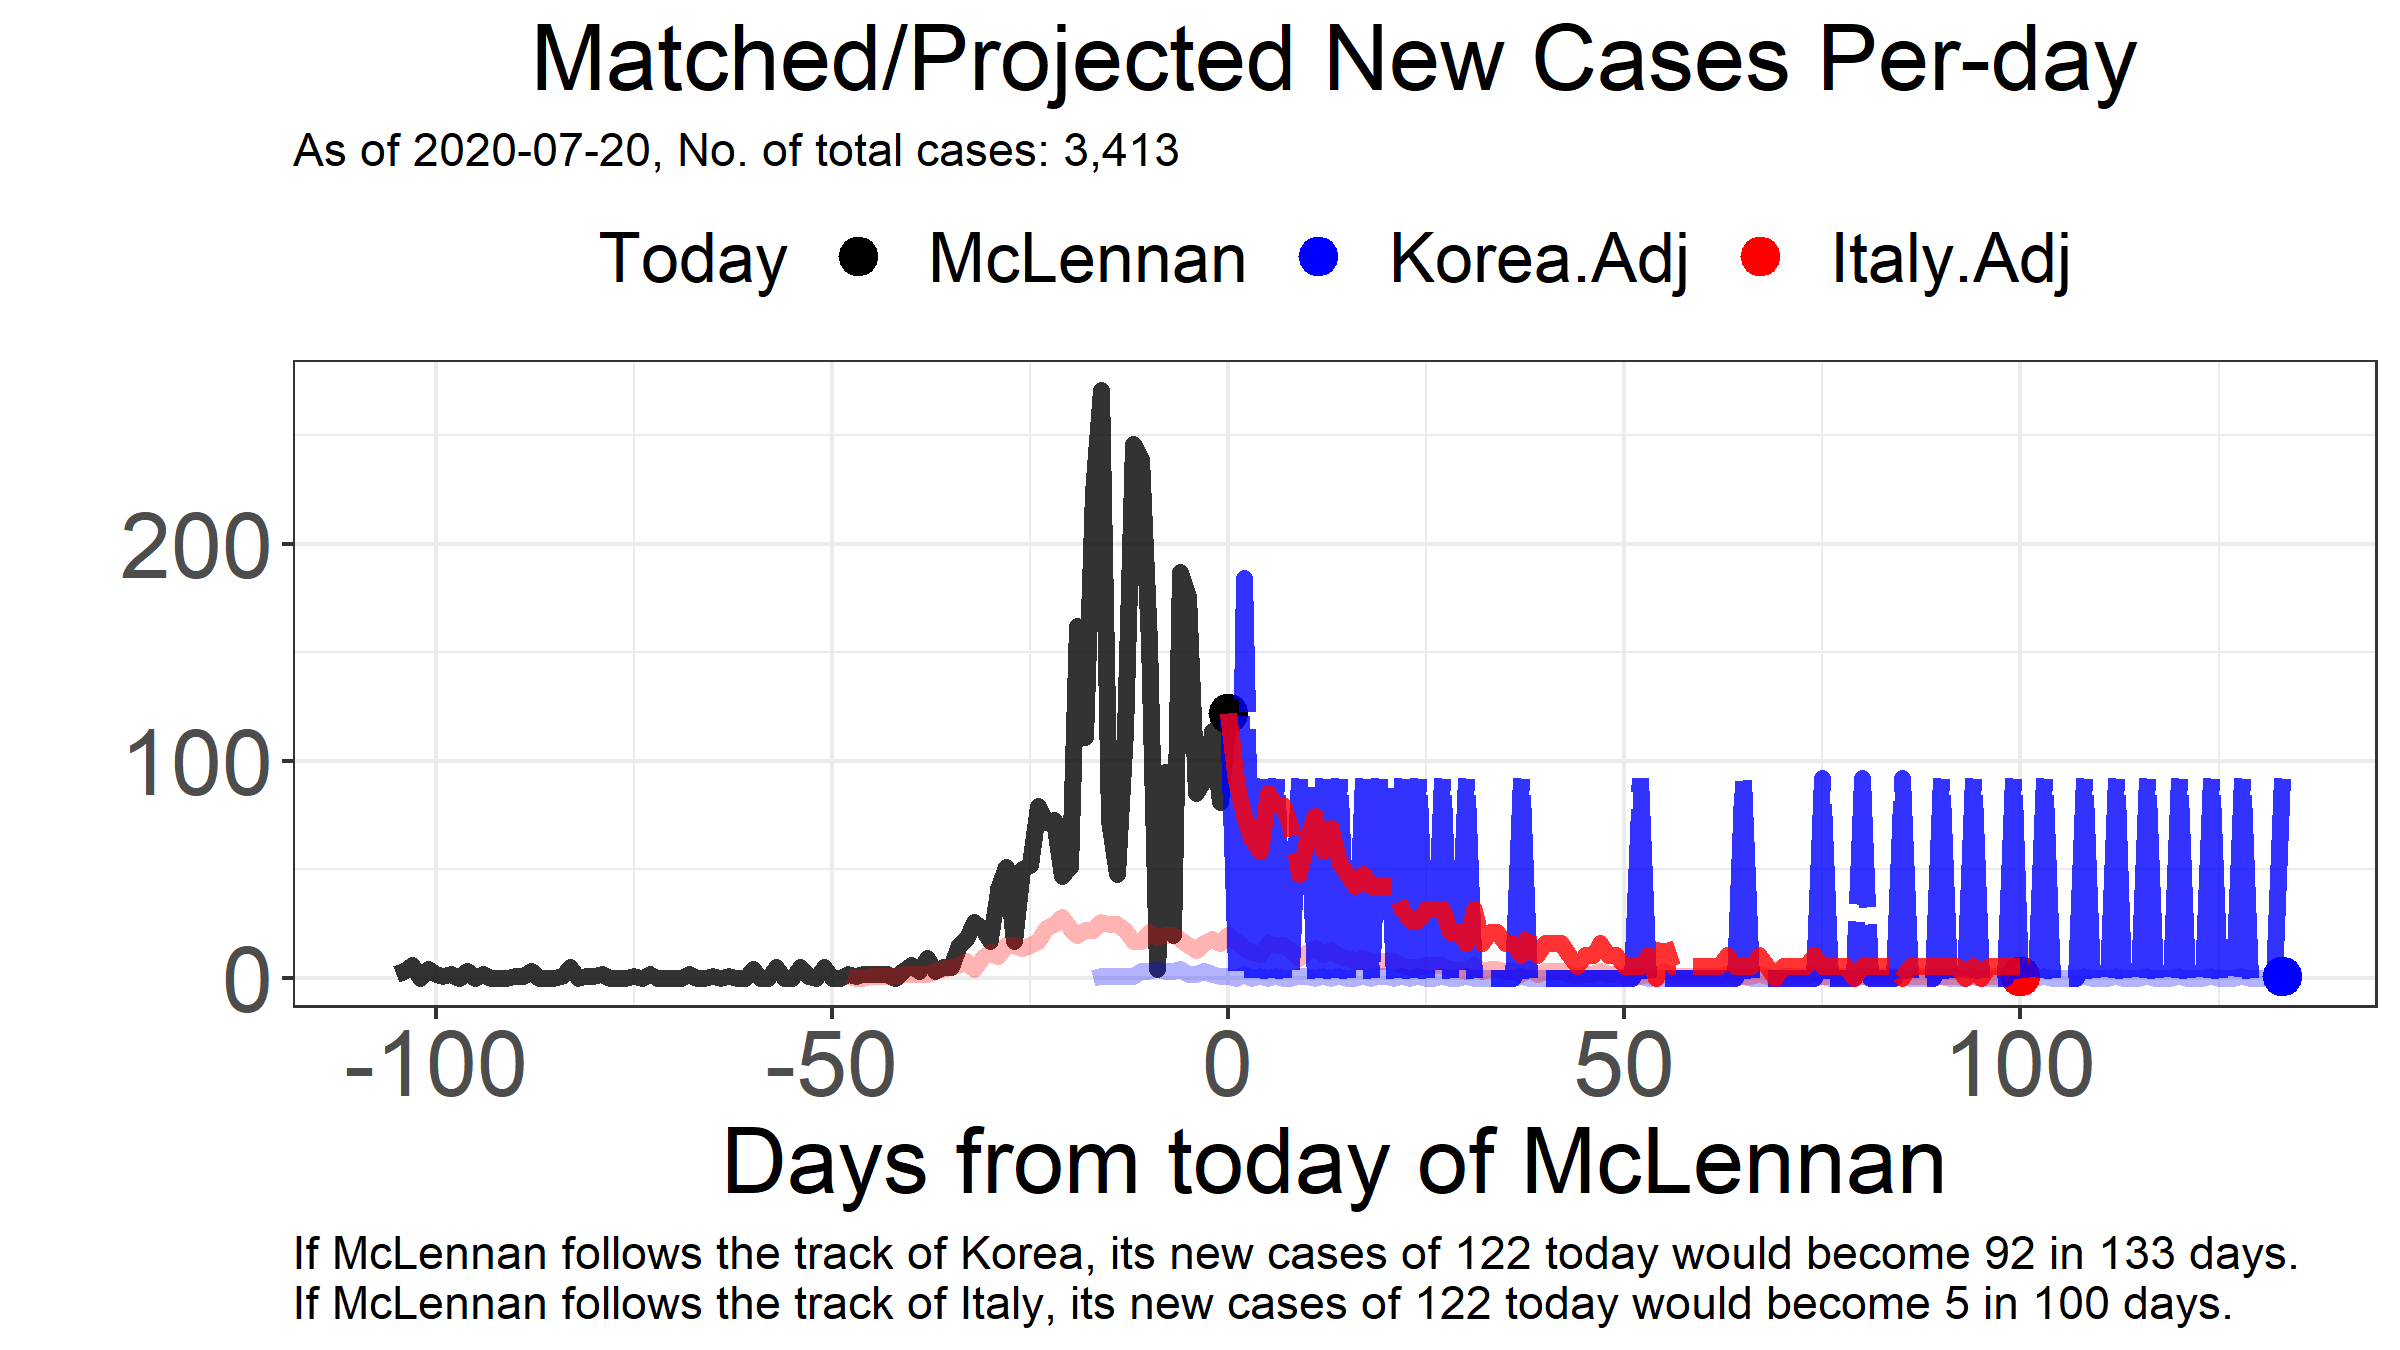 Matched/Projected New Cases Per-day
As of 2020-07-20, No. of total cases: 3,413
Today McLennan Korea.Adj Italy.Adj
200
100
0
-100 -50 0 50 100
Days from today of McLennan
If McLennan follows the track of Korea, its new cases of 122 today would become 92 in 133 days.
If McLennan follows the track of Italy, its new cases of 122 today would become 5 in 100 days.